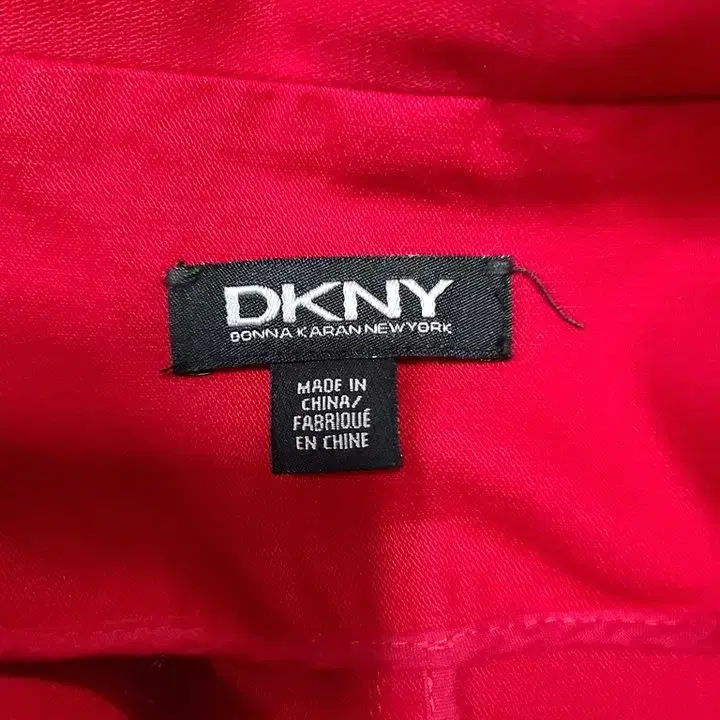 DKNY
DONNA KARAN NEW YORK
MADE IN
CHINA/
FABRIQUÉ
EN CHINE